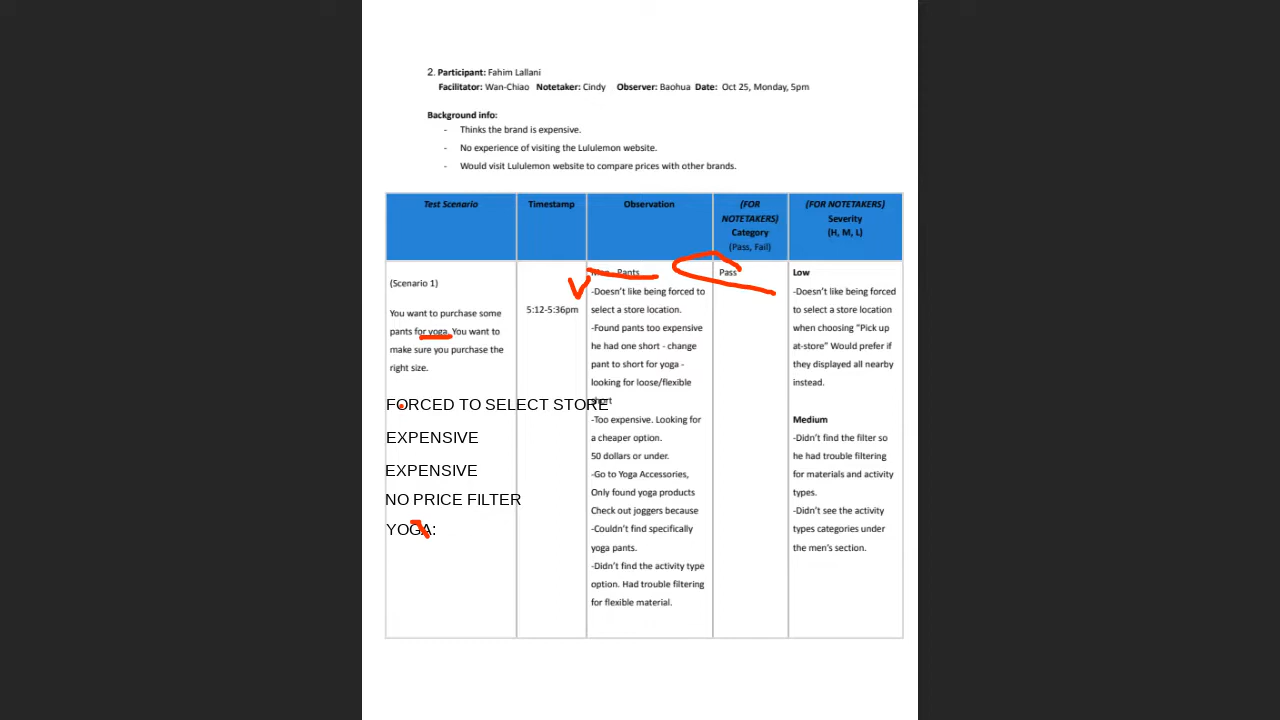 2. Participant: Fahim Lallani
Facilitator: Wan-Chiao Notetaker: Cindy Observer: Baohua Date: Oct 25, Monday, 5pm
Background info:
- Thinks the brand is expensive.
- No experience of visiting the Lululemon website.
- Would visit Lululemon website to compare prices with other brands.
Test Scenario
Timestamp
Observation
(FOR
NOTETAKERS)
Category
(Pass, Fail)
(FOR NOTETAKERS)
Severity
(H, M, L)
(Scenario 1)
You want to purchase some
pants for yoga. You want to
make sure you purchase the
right size.
FORCED TO SELECT STORE
EXPENSIVE
EXPENSIVE
NO PRICE FILTER
YOGA:
5:12-5:36pm
Men - Pants
-Doesn't like being forced to
select a store location.
-Found pants too expensive
he had one short - change
pant to short for yoga -
looking for loose/flexible
short
-Too expensive. Looking for
a cheaper option.
50 dollars or under.
-Go to Yoga Accessories,
Only found yoga products
Check out joggers because
-Couldn't find specifically
yoga pants.
-Didn't find the activity type
option. Had trouble filtering
for flexible material.
Pass
Low
-Doesn't like being forced
to select a store location
when choosing "Pick up
at-store" Would prefer if
they displayed all nearby
instead.
Medium
-Didn't find the filter so
he had trouble filtering
for materials and activity
types.
-Didn't see the activity
types categories under
the men's section.